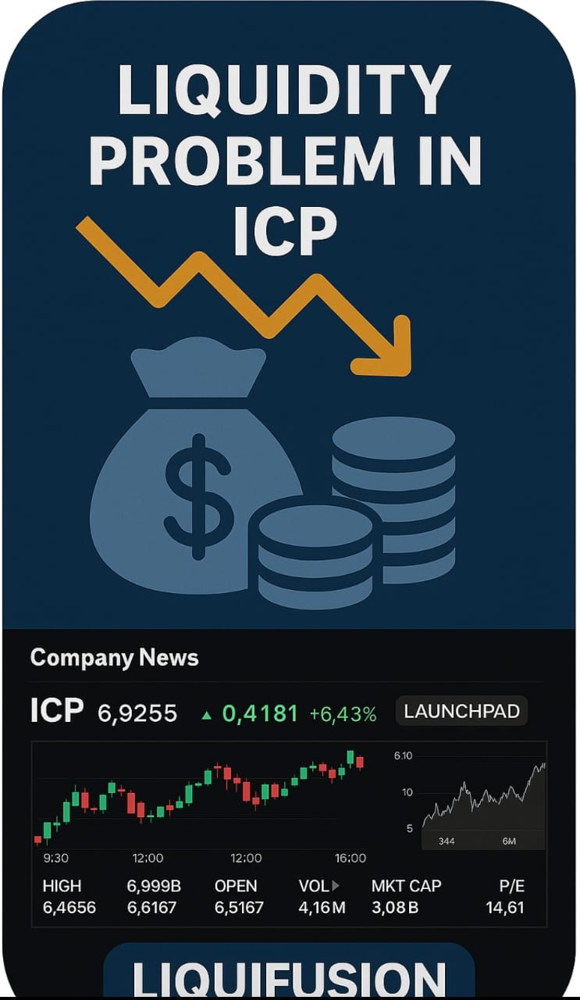 LIQUIDITY
PROBLEM IN
ICP
$
Company News
ICP 6,9255 ▲ 0,4181 +6,43% LAUNCHPAD
6.10
10
5
344 6M
9:30 12:00 12:00 16:00
HIGH 6,999B OPEN VOL MKT CAP P/E
6,4656 6,6167 6,5167 4,16M 3,08B 14,61
LIQUIFUSION